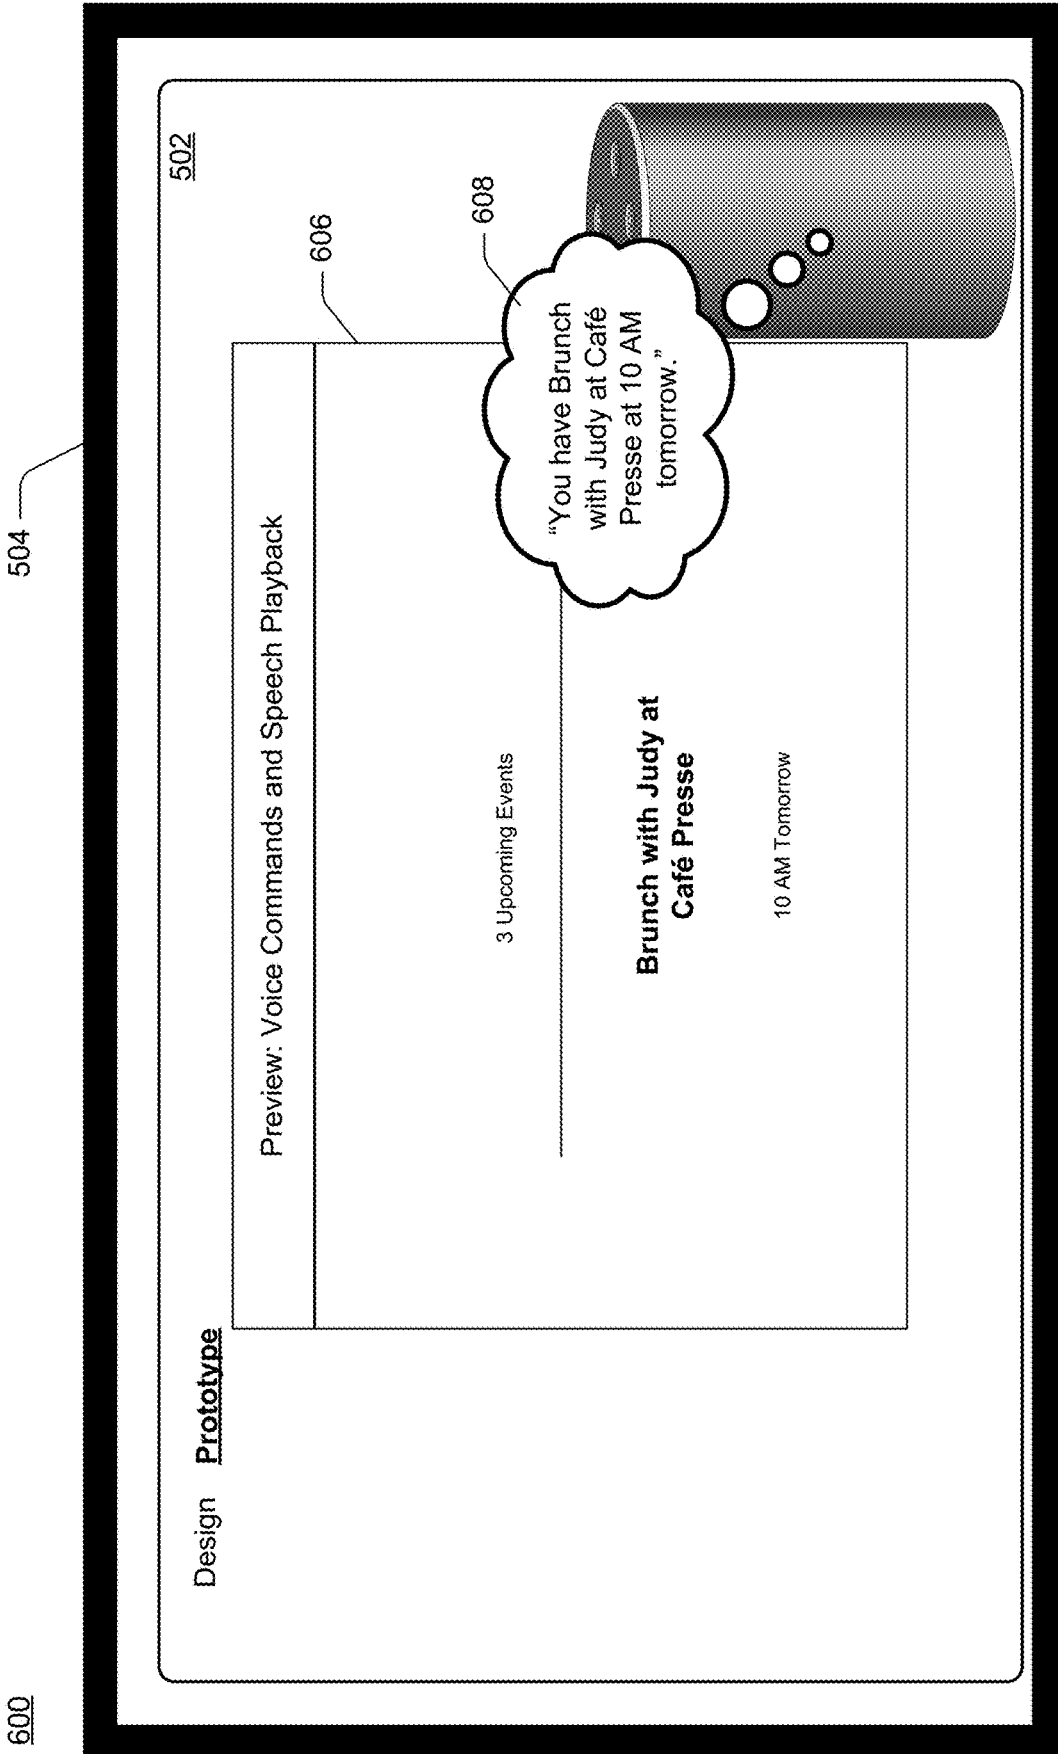 600
504
502
Design Prototype
606
Preview: Voice Commands and Speech Playback
608
3 Upcoming Events
“You have Brunch
with Judy at Café
Presse at 10 AM
tomorrow.”
Brunch with Judy at
Café Presse
10 AM Tomorrow